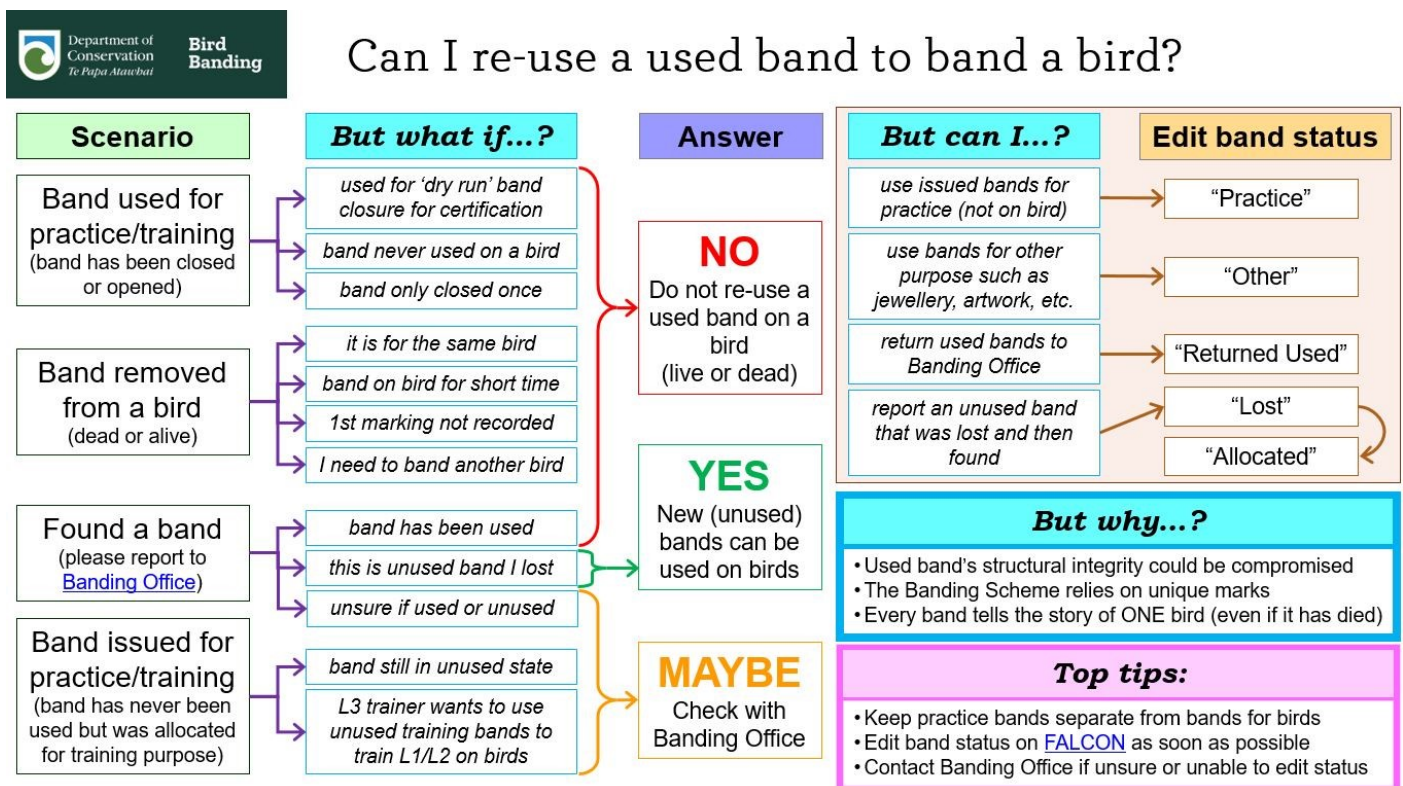 Department of
Conservation
Te Papa Atawhai
Bird
Banding
Can I re-use a used band to band a bird?
Scenario
Band used for
practice/training
(band has been closed
or opened)
Band removed
from a bird
(dead or alive)
Found a band
(please report to
Banding Office)
Band issued for
practice/training
(band has never been
used but was allocated
for training purpose)
But what if...?
used for ‘dry run’ band
closure for certification
band never used on a bird
band only closed once
it is for the same bird
band on bird for short time
1st marking not recorded
I need to band another bird
band has been used
this is unused band I lost
unsure if used or unused
band still in unused state
L3 trainer wants to use
unused training bands to
train L1/L2 on birds
Answer
NO
Do not re-use a
used band on a
bird
(live or dead)
YES
New (unused)
bands can be
used on birds
MAYBE
Check with
Banding Office
But can I...?
Edit band status
use issued bands for
practice (not on bird)
“Practice”
use bands for other
purpose such as
jewellery, artwork, etc.
“Other”
return used bands to
Banding Office
“Returned Used”
report an unused band
that was lost and then
found
“Lost”
“Allocated”
But why...?
• Used band’s structural integrity could be compromised
• The Banding Scheme relies on unique marks
• Every band tells the story of ONE bird (even if it has died)
Top tips:
• Keep practice bands separate from bands for birds
• Edit band status on FALCON as soon as possible
• Contact Banding Office if unsure or unable to edit status